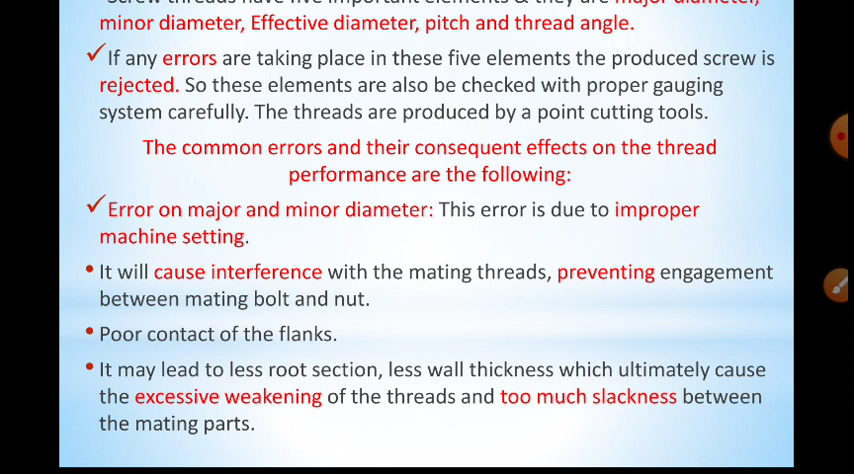 Screw threads have five important elements & they are major diameter,
minor diameter, Effective diameter, pitch and thread angle.
✓If any errors are taking place in these five elements the produced screw is
rejected. So these elements are also be checked with proper gauging
system carefully. The threads are produced by a point cutting tools.
The common errors and their consequent effects on the thread
performance are the following:
✓Error on major and minor diameter: This error is due to improper
machine setting.
• It will cause interference with the mating threads, preventing engagement
between mating bolt and nut.
• Poor contact of the flanks.
• It may lead to less root section, less wall thickness which ultimately cause
the excessive weakening of the threads and too much slackness between
the mating parts.